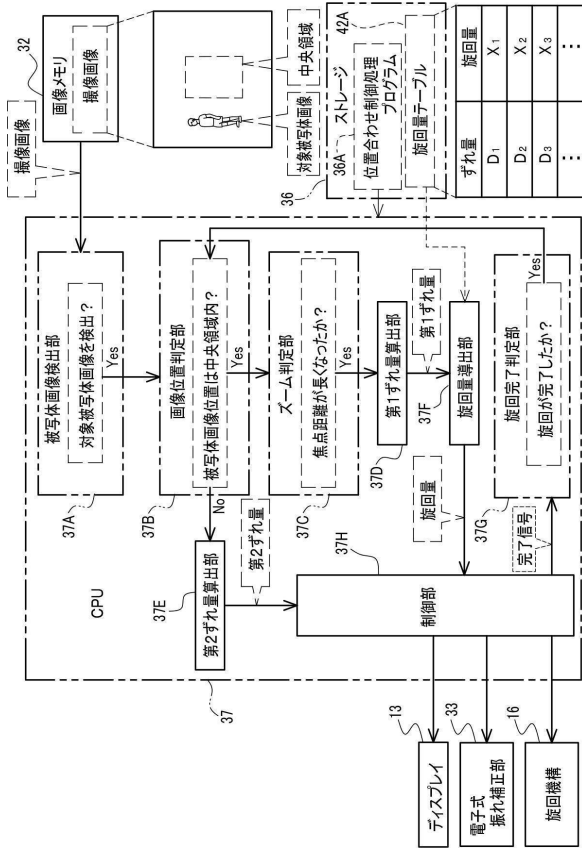 撮像画像
32
画像メモリ
撮像画像
対象被写体画像
中央領域
36
ストレージ
36A
位置合わせ制御処理
プログラム
42A
旋回量テーブル
ずれ量
旋回量
D1
X1
D2
X2
D3
X3
⋮
⋮
37A
被写体画像検出部
対象被写体画像を検出?
Yes
37B
画像位置判定部
被写体画像位置は中央領域内?
No
Yes
37C
ズーム判定部
焦点距離が長くなったか?
Yes
37D
第1ずれ量算出部
第1ずれ量
37F
旋回量導出部
旋回量
37G
旋回完了判定部
旋回が完了したか?
Yes
完了信号
CPU
37E
第2ずれ量算出部
第2ずれ量
37H
制御部
37
13
ディスプレイ
33
電子式
振れ補正部
16
旋回機構